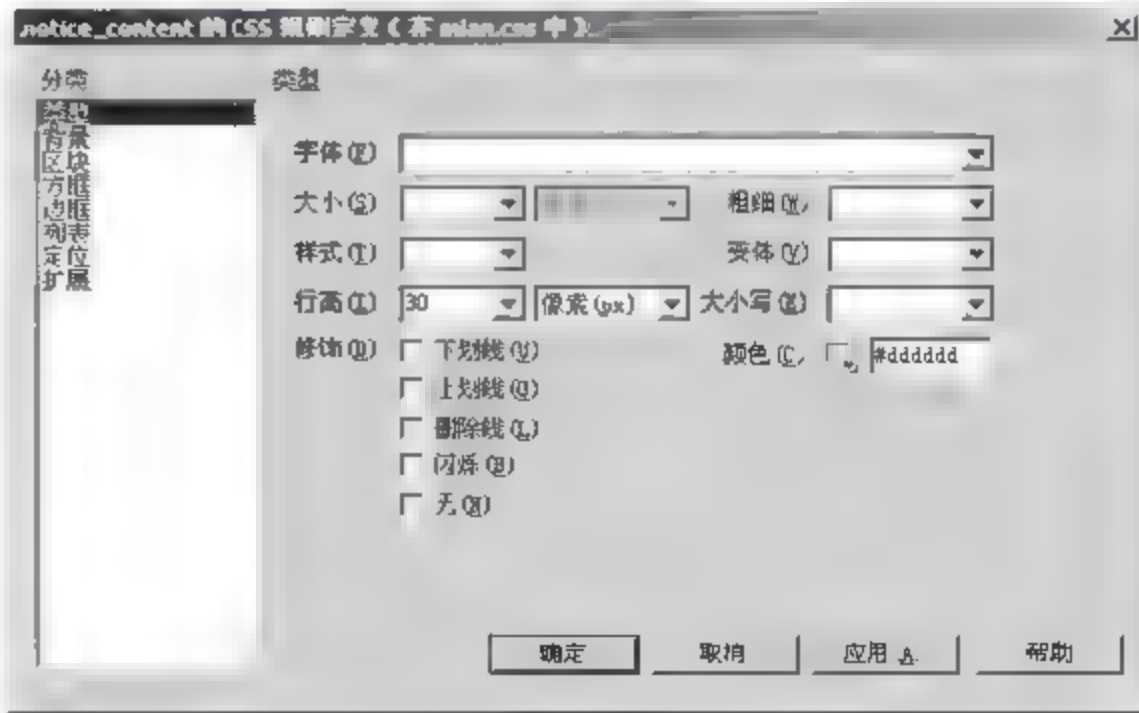 .notice_content 的 CSS 规则定义（在 mian.css 中）
分类
类型
类型
背景
区块
方框
边框
列表
定位
扩展
字体(F)
大小(S)
粗细(W)
样式(T)
变体(V)
行高(I) 30 像素(px) 大小写(R)
修饰(D) 下划线(U) 颜色(C) #dddddd
上划线(O)
删除线(L)
闪烁(B)
无(N)
确定 取消 应用 A 帮助